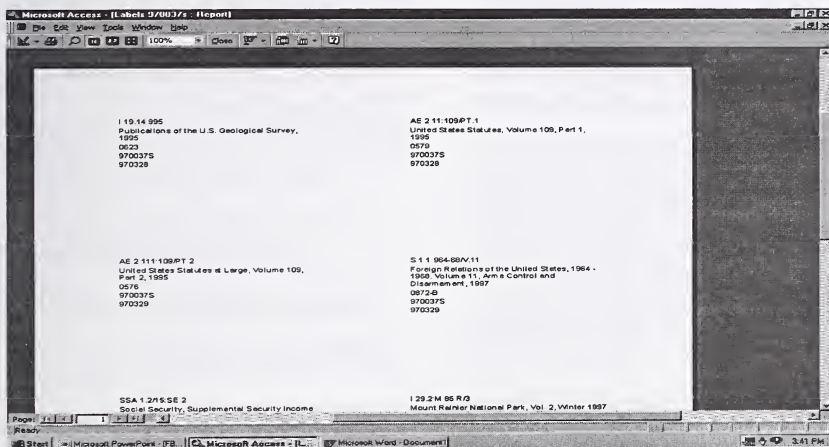 Microsoft Access - [Labels 970037s : Report]
File Edit View Tools Window Help
100% Close
I 19.14 995
Publications of the U.S. Geological Survey,
1995
0623
970037S
970328
AE 2 11:109/PT.1
United States Statutes, Volume 109, Part 1,
1995
0579
970037S
970328
AE 2 111:109/PT 2
United States Statutes at Large, Volume 109,
Part 2, 1995
0576
970037S
970329
S 1 1 964-68/V.11
Foreign Relations of the United States, 1964 -
1968, Volume 11, Arms Control and
Disarmament, 1997
0872-B
970037S
970329
SSA 1.2/15:SE 2
Social Security, Supplemental Security Income
I 29.2:M 86 R/3
Mount Rainier National Park, Vol. 2, Winter 1997
Page: 1
Ready
Start Microsoft PowerPoint - [FB... Microsoft Access - [L... Microsoft Word - Document1 3:41 PM